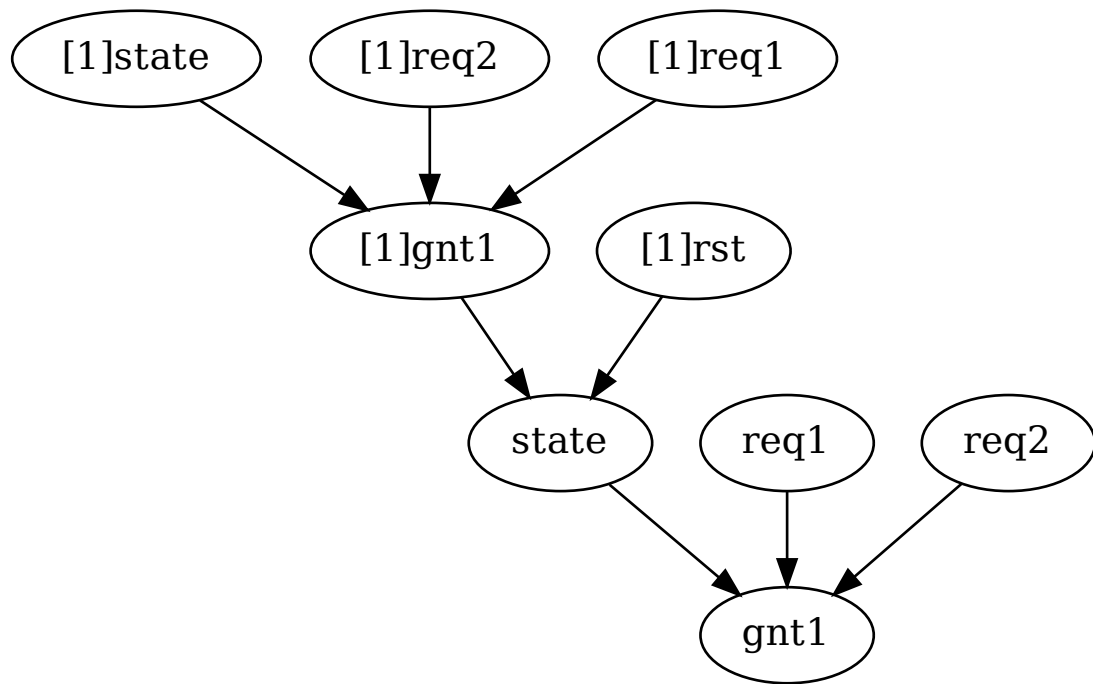 [1]state
[1]req2
[1]req1
[1]gnt1
[1]rst
state
req1
req2
gnt1